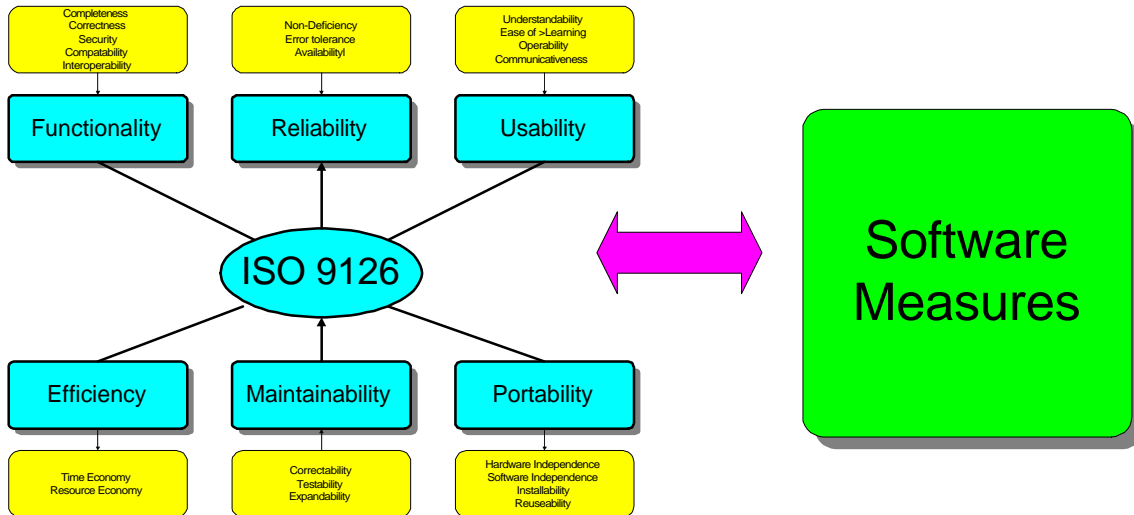 Completeness
Correctness
Security
Compatability
Interoperability
Non-Deficiency
Error tolerance
Availabilityl
Understandability
Ease of >Learning
Operability
Communicativeness
Functionality
Reliability
Usability
ISO 9126
Software
Measures
Efficiency
Maintainability
Portability
Time Economy
Resource Economy
Correctability
Testability
Expandability
Hardware Independence
Software Independence
Installability
Reuseability